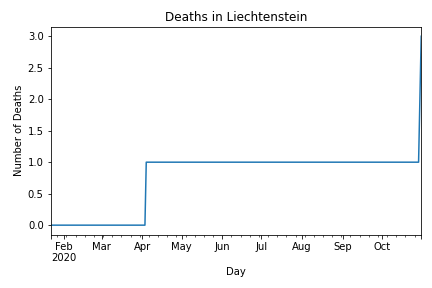 Deaths in Liechtenstein
3.0
2.5
2.0
1.5
1.0
0.5
0.0
Number of Deaths
Feb Mar Apr May Jun Jul Aug Sep Oct
2020
Day